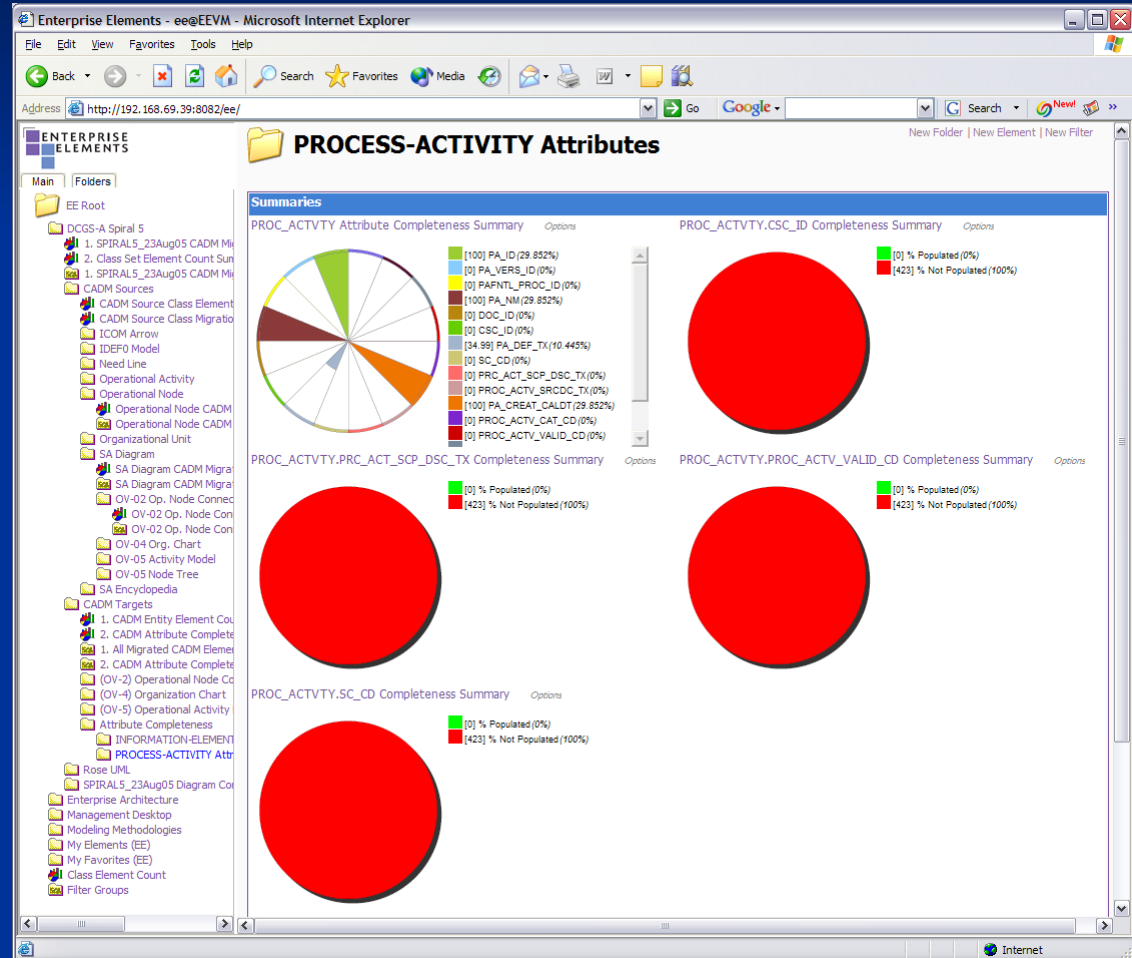 Enterprise Elements - ee@EEVM - Microsoft Internet Explorer
File Edit View Favorites Tools Help
Back Search Favorites Media
Address http://192.168.69.39:8082/ee/ Go Google Search New! »
ENTERPRISE
ELEMENTS
Main Folders
EE Root
DCGS-A Spiral 5
1. SPIRAL5_23Aug05 CADM Mi
2. Class Set Element Count Sum
1. SPIRAL5_23Aug05 CADM Mi
CADM Sources
CADM Source Class Element
CADM Source Class Migratio
ICOM Arrow
IDEF0 Model
Need Line
Operational Activity
Operational Node
Operational Node CADM
Operational Node CADM
Organizational Unit
SA Diagram
SA Diagram CADM Migra
SA Diagram CADM Migra
OV-02 Op. Node Connec
OV-02 Op. Node Con
OV-02 Op. Node Con
OV-04 Org. Chart
OV-05 Activity Model
OV-05 Node Tree
SA Encyclopedia
CADM Targets
1. CADM Entity Element Cou
2. CADM Attribute Complete
1. All Migrated CADM Elemen
2. CADM Attribute Complete
(OV-2) Operational Node Co
(OV-4) Organization Chart
(OV-5) Operational Activity
Attribute Completeness
INFORMATION-ELEMENT
PROCESS-ACTIVITY Attr
Rose UML
SPIRAL5_23Aug05 Diagram Co
Enterprise Architecture
Management Desktop
Modeling Methodologies
My Elements (EE)
My Favorites (EE)
Class Element Count
Filter Groups
PROCESS-ACTIVITY Attributes
New Folder | New Element | New Filter
Summaries
PROC_ACTVTY Attribute Completeness Summary Options
[100] PA_ID (29.852%)
[0] PA_VERS_ID (0%)
[0] PAFNTL_PROC_ID (0%)
[100] PA_NM (29.852%)
[0] DOC_ID (0%)
[0] CSC_ID (0%)
[34.99] PA_DEF_TX (10.445%)
[0] SC_CD (0%)
[0] PRC_ACT_SCP_DSC_TX (0%)
[0] PROC_ACTV_SRCDC_TX (0%)
[100] PA_CREAT_CALDT (29.852%)
[0] PROC_ACTV_CAT_CD (0%)
[0] PROC_ACTV_VALID_CD (0%)
PROC_ACTVTY.CSC_ID Completeness Summary Options
[0] % Populated (0%)
[423] % Not Populated (100%)
PROC_ACTVTY.PRC_ACT_SCP_DSC_TX Completeness Summary Options
[0] % Populated (0%)
[423] % Not Populated (100%)
PROC_ACTVTY.PROC_ACTV_VALID_CD Completeness Summary Options
[0] % Populated (0%)
[423] % Not Populated (100%)
PROC_ACTVTY.SC_CD Completeness Summary Options
[0] % Populated (0%)
[423] % Not Populated (100%)
Internet